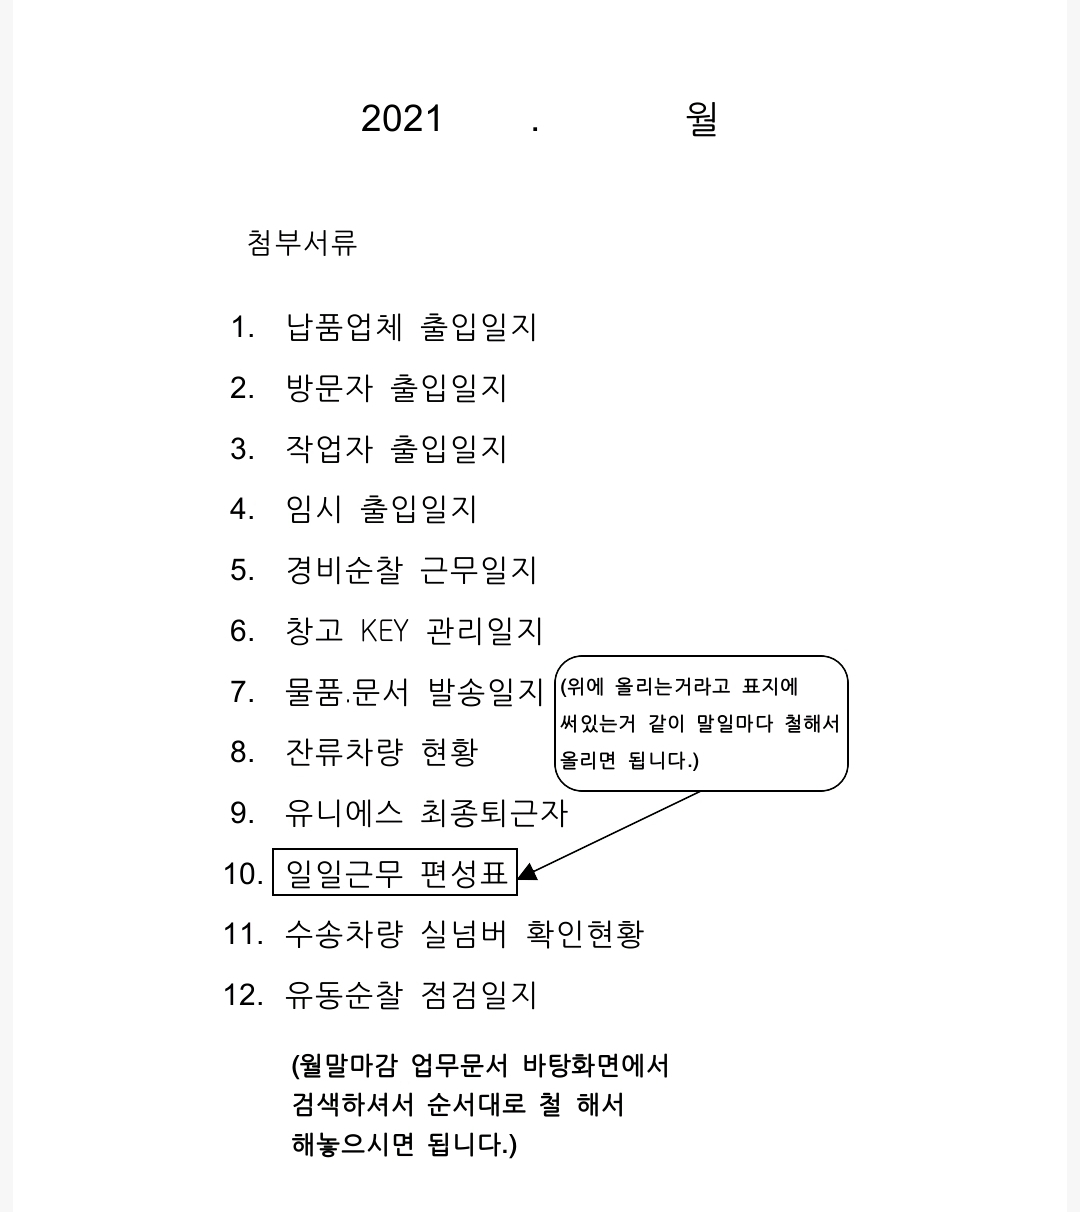 2021 . 월
첨부서류
1. 납품업체 출입일지
2. 방문자 출입일지
3. 작업자 출입일지
4. 임시 출입일지
5. 경비순찰 근무일지
6. 창고 KEY 관리일지
7. 물품.문서 발송일지
(위에 올리는거라고 표지에
써있는거 같이 말일마다 철해서
올리면 됩니다.)
8. 잔류차량 현황
9. 유니에스 최종퇴근자
10. 일일근무 편성표
11. 수송차량 실넘버 확인현황
12. 유동순찰 점검일지
(월말마감 업무문서 바탕화면에서
검색하셔서 순서대로 철 해서
해놓으시면 됩니다.)